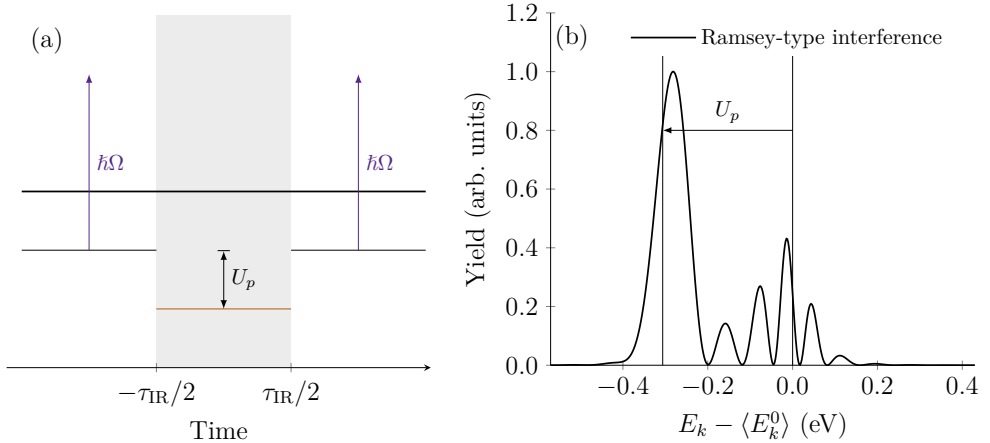 (a)
ℏΩ
ℏΩ
U_p
−τ_IR/2
τ_IR/2
Time
(b)
Ramsey-type interference
U_p
Yield (arb. units)
1.2
1.0
0.8
0.6
0.4
0.2
0.0
−0.4
−0.2
0.0
0.2
0.4
E_k − ⟨E_k^0⟩ (eV)